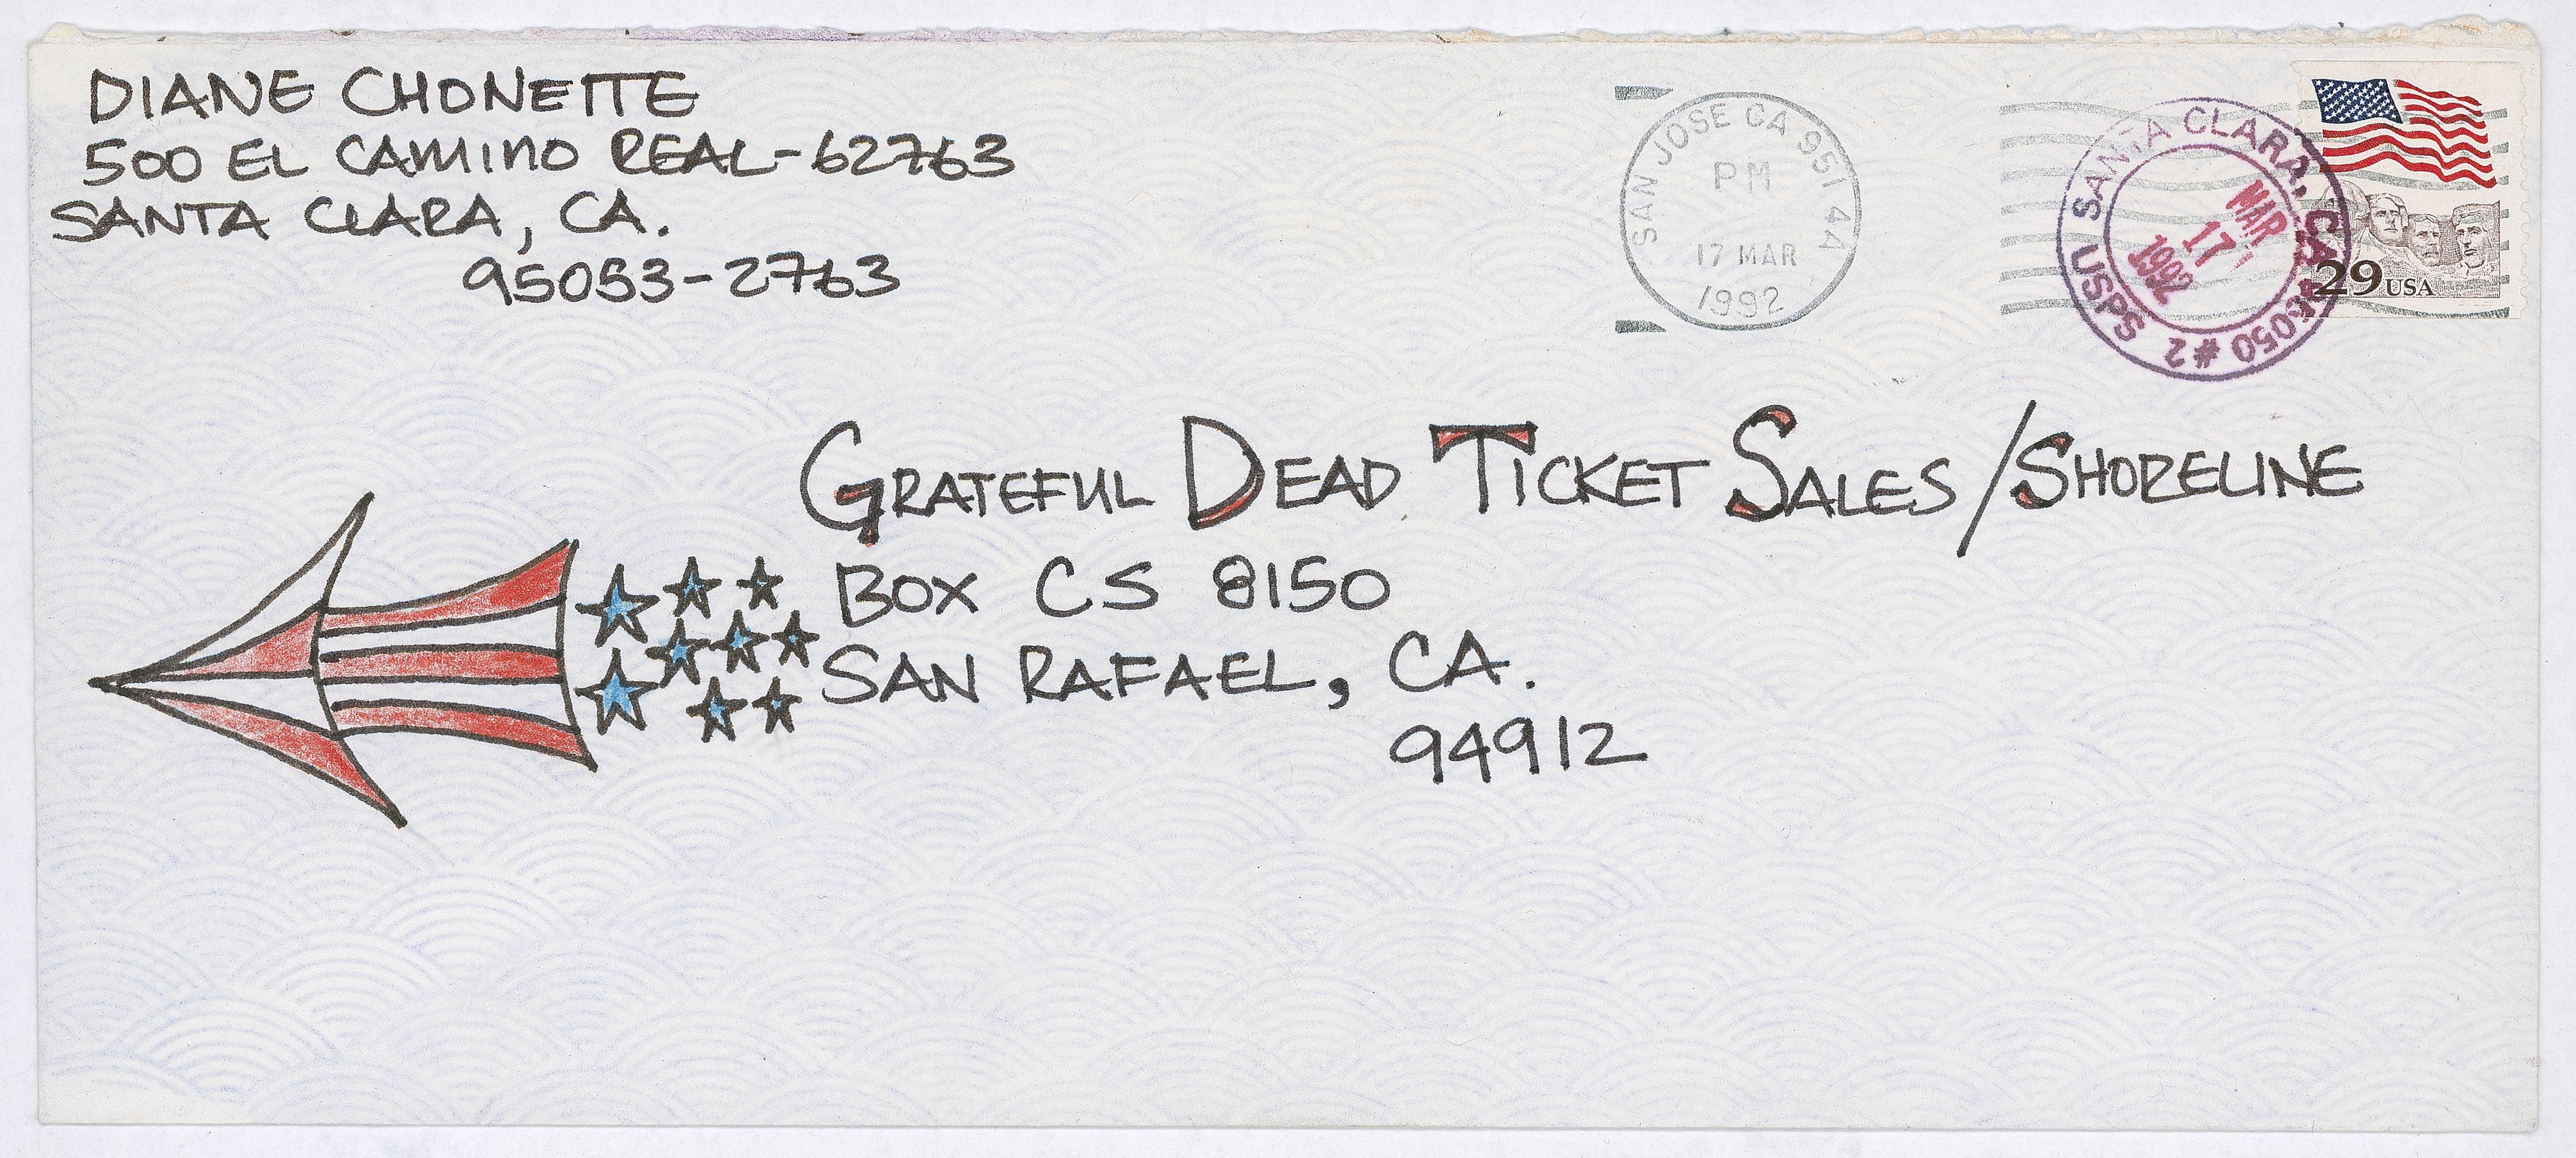 DIANE CHONETTE
500 EL CAMINO REAL-62763
SANTA CLARA, CA.
95053-2763
SAN JOSE CA 951 4A
PM
17 MAR
1992
SANTA CLARA, CA 95050 #2 USPS
MAR
17
1992
29 USA
GRATEFUL DEAD TICKET SALES/SHORELINE
BOX CS 8150
SAN RAFAEL, CA.
94912